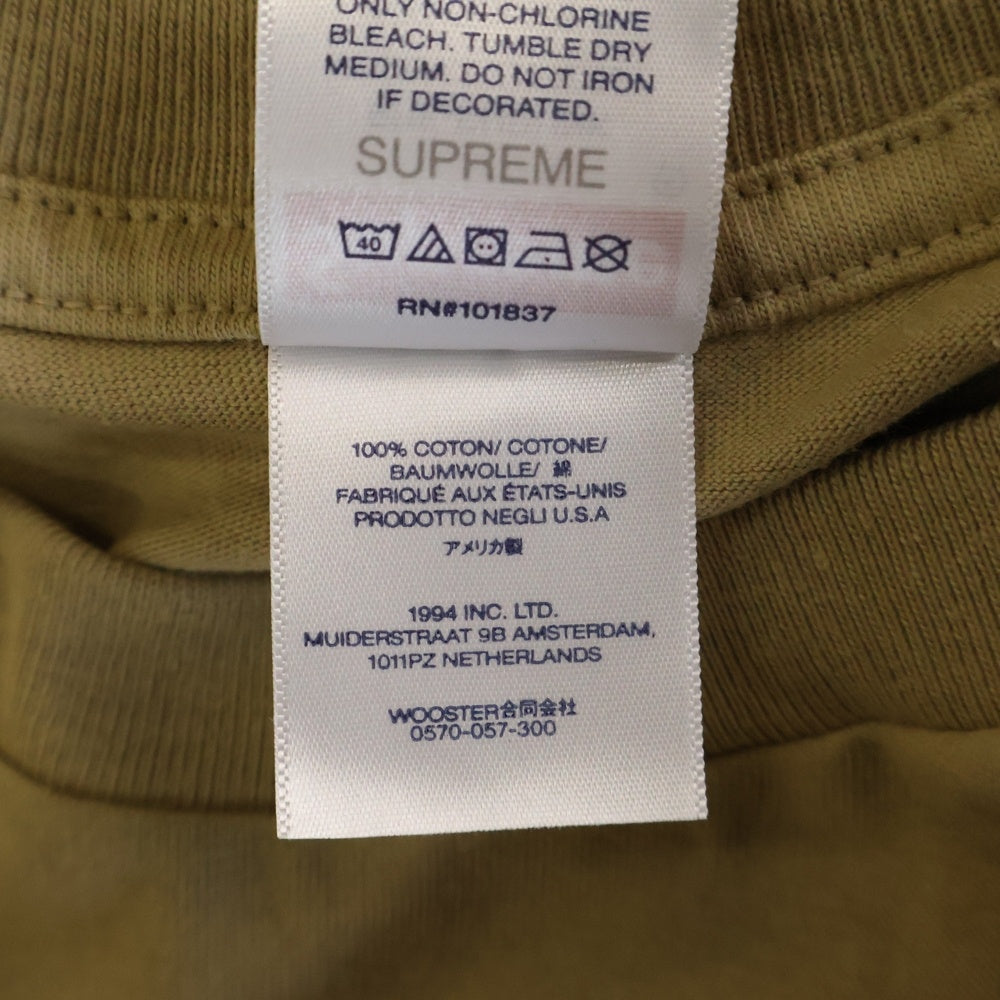 ONLY NON-CHLORINE
BLEACH. TUMBLE DRY
MEDIUM. DO NOT IRON
IF DECORATED.
SUPREME
40
RN#101837
100% COTON/ COTONE/
BAUMWOLLE/ 綿
FABRIQUÉ AUX ÉTATS-UNIS
PRODOTTO NEGLI U.S.A
アメリカ製
1994 INC. LTD.
MUIDERSTRAAT 9B AMSTERDAM,
1011PZ NETHERLANDS
WOOSTER合同会社
0570-057-300